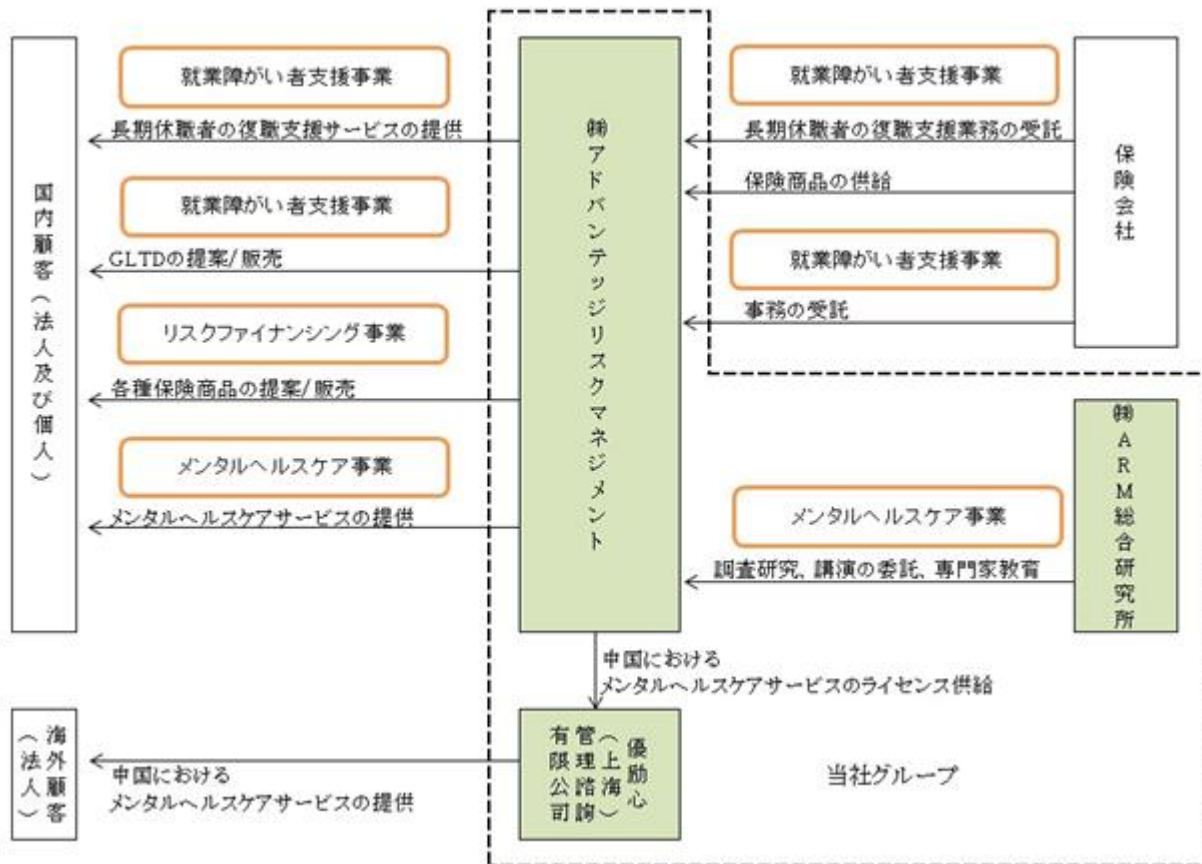 国内顧客（法人及び個人）
就業障がい者支援事業
長期休職者の復職支援サービスの提供
就業障がい者支援事業
GLTDの提案/販売
リスクファイナンシング事業
各種保険商品の提案/販売
メンタルヘルスケア事業
メンタルヘルスケアサービスの提供
㈱アドバンテッジリスクマネジメント
就業障がい者支援事業
長期休職者の復職支援業務の受託
保険商品の供給
就業障がい者支援事業
事務の受託
保険会社
メンタルヘルスケア事業
調査研究、講演の委託、専門家教育
㈱ARM総合研究所
中国における
メンタルヘルスケアサービスのライセンス供給
海外顧客
（法人）
中国における
メンタルヘルスケアサービスの提供
優励心
（上海）
管理諮詢
有限公司
当社グループ